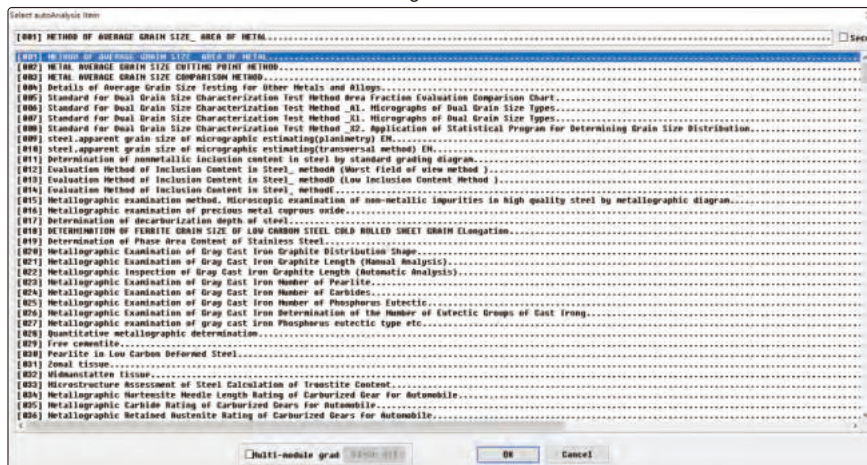 Select autoAnalysis Item
[001] METHOD OF AVERAGE GRAIN SIZE_ AREA OF METAL
[001] METHOD OF AVERAGE GRAIN SIZE_ AREA OF METAL
[002] METAL AVERAGE GRAIN SIZE CUTTING POINT METHOD
[003] METAL AVERAGE GRAIN SIZE COMPARISON METHOD
[004] Details of Average Grain Size Testing for Other Metals and Alloys
[005] Standard for Dual Grain Size Characterization Test Method Area Fraction Evaluation Comparison Chart
[006] Standard for Dual Grain Size Characterization Test Method _A1. Micrographs of Dual Grain Size Types
[007] Standard for Dual Grain Size Characterization Test Method _X1. Micrographs of Dual Grain Size Types
[008] Standard for Dual Grain Size Characterization Test Method _X2. Application of Statistical Program for Determining Grain Size Distribution
[009] steel.apparent grain size of micrographic estimating(planimetry) EN
[010] steel.apparent grain size of micrographic estimating(transversal method) EN
[011] Determination of nonmetallic inclusion content in steel by standard grading diagram
[012] Evaluation Method of Inclusion Content in Steel_ methodA (Worst field of view method )
[013] Evaluation Method of Inclusion Content in Steel_ methodD (Low Inclusion Content Method )
[014] Evaluation Method of Inclusion Content in Steel_ methodE
[015] Metallographic examination method. Microscopic examination of non-metallic impurities in high quality steel by metallographic diagram
[016] Metallographic examination of precious metal cuprous oxide
[017] Determination of decarburization depth of steel
[018] DETERMINATION OF FERRITE GRAIN SIZE OF LOW CARBON STEEL COLD ROLLED SHEET GRAIN ELongation
[019] Determination of Phase Area Content of Stainless Steel
[020] Metallographic Examination of Gray Cast Iron Graphite Distribution Shape
[021] Metallographic Examination of Gray Cast Iron Graphite Length (Manual Analysis)
[022] Metallographic Inspection of Gray Cast Iron Graphite Length (Automatic Analysis)
[023] Metallographic Examination of Gray Cast Iron Number of Pearlite
[024] Metallographic Examination of Gray Cast Iron Number of Carbides
[025] Metallographic Examination of Gray Cast Iron Number of Phosphorus Eutectic
[026] Metallographic Examination of Gray Cast Iron Determination of the Number of Eutectic Groups of Cast Irong
[027] Metallographic examination of gray cast iron Phosphorus eutectic type etc
[028] Quantitative metallographic determination
[029] Free cementite
[030] Pearlite in Low Carbon Deformed Steel
[031] Zonal tissue
[032] Widmanstatten tissue
[033] Microstructure Assessment of Steel Calculation of Troostite Content
[034] Metallographic Martensite Needle Length Rating of Carburized Gear for Automobile
[035] Metallographic Carbide Rating of Carburized Gears for Automobile
[036] Metallographic Retained Austenite Rating of Carburized Gears for Automobile
Multi-module grad
OK
Cancel